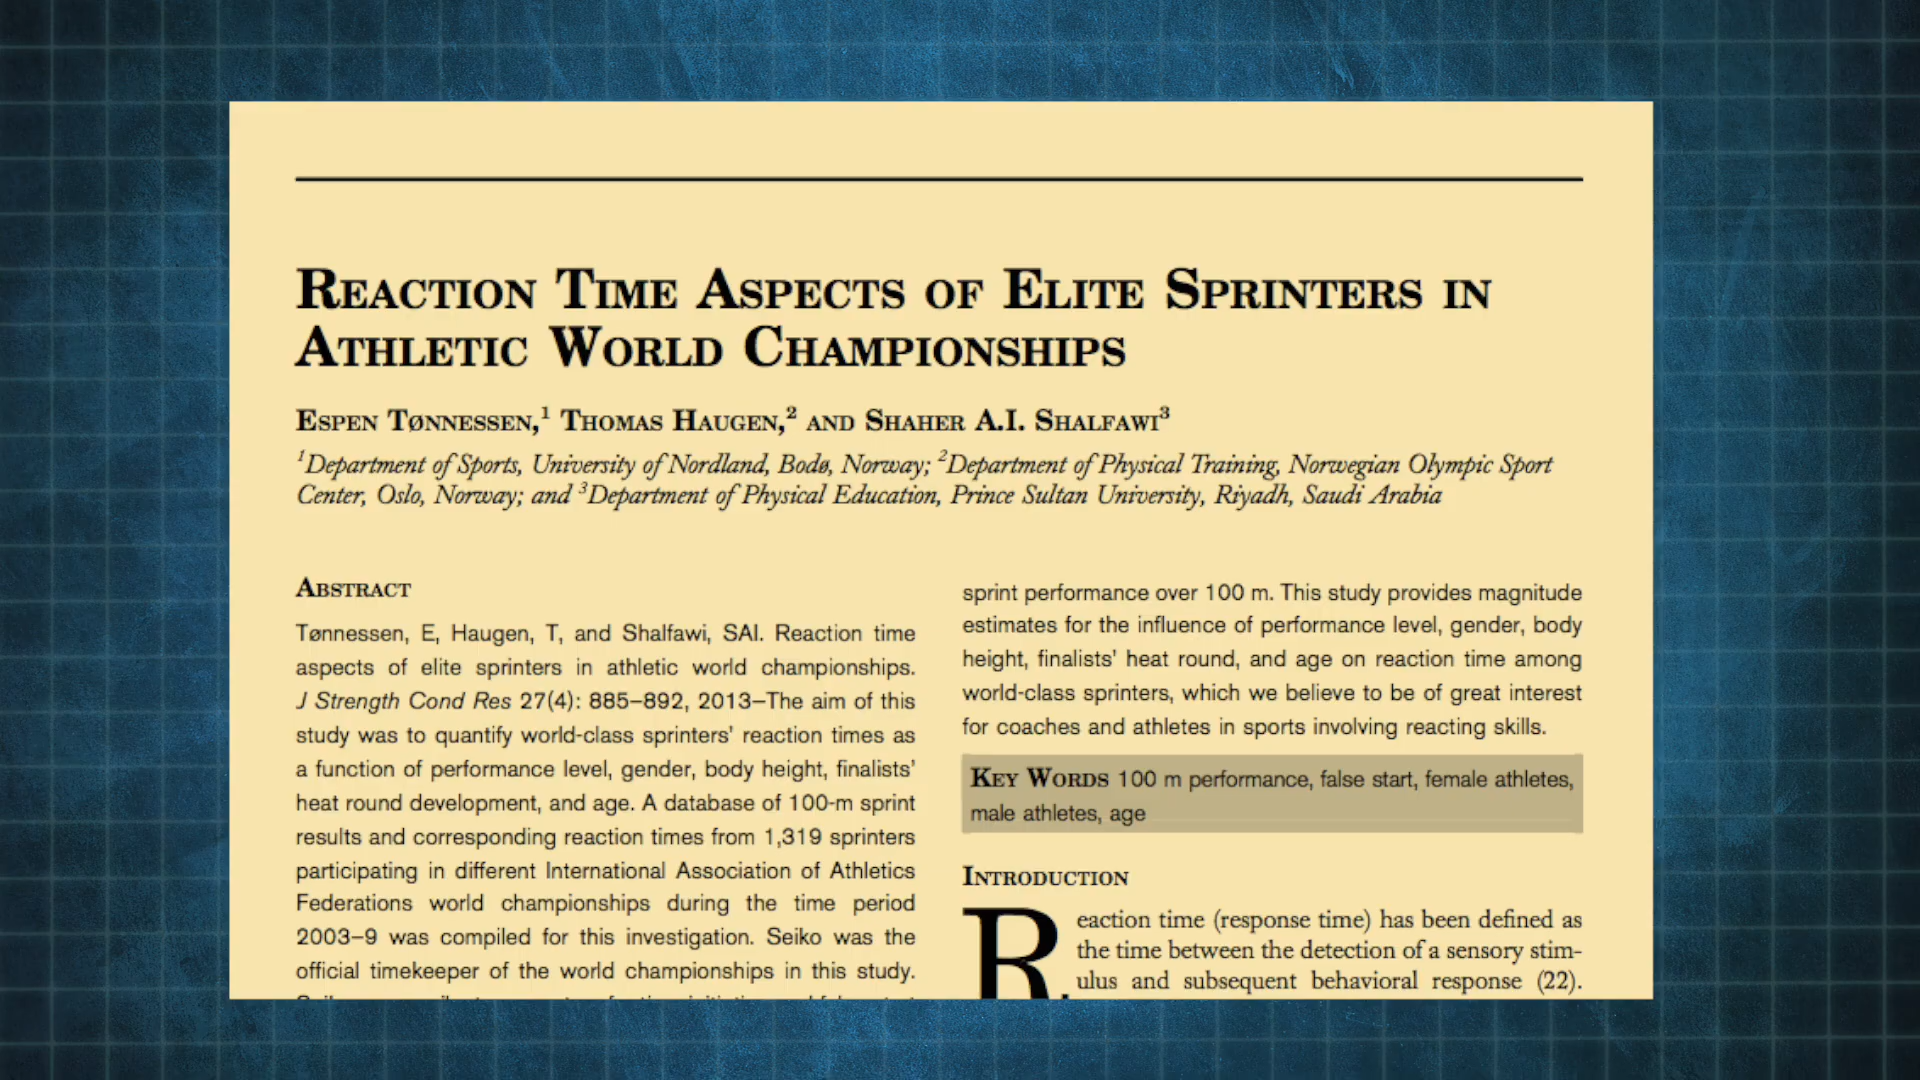 REACTION TIME ASPECTS OF ELITE SPRINTERS IN
ATHLETIC WORLD CHAMPIONSHIPS
ESPEN TØNNESSEN,¹ THOMAS HAUGEN,² AND SHAHER A.I. SHALFAWI³
¹Department of Sports, University of Nordland, Bodø, Norway; ²Department of Physical Training, Norwegian Olympic Sport
Center, Oslo, Norway; and ³Department of Physical Education, Prince Sultan University, Riyadh, Saudi Arabia
ABSTRACT
Tønnessen, E, Haugen, T, and Shalfawi, SAI. Reaction time
aspects of elite sprinters in athletic world championships.
J Strength Cond Res 27(4): 885–892, 2013–The aim of this
study was to quantify world-class sprinters' reaction times as
a function of performance level, gender, body height, finalists'
heat round development, and age. A database of 100-m sprint
results and corresponding reaction times from 1,319 sprinters
participating in different International Association of Athletics
Federations world championships during the time period
2003–9 was compiled for this investigation. Seiko was the
official timekeeper of the world championships in this study.
sprint performance over 100 m. This study provides magnitude
estimates for the influence of performance level, gender, body
height, finalists' heat round, and age on reaction time among
world-class sprinters, which we believe to be of great interest
for coaches and athletes in sports involving reacting skills.
KEY WORDS 100 m performance, false start, female athletes,
male athletes, age
INTRODUCTION
Reaction time (response time) has been defined as
the time between the detection of a sensory stim-
ulus and subsequent behavioral response (22).